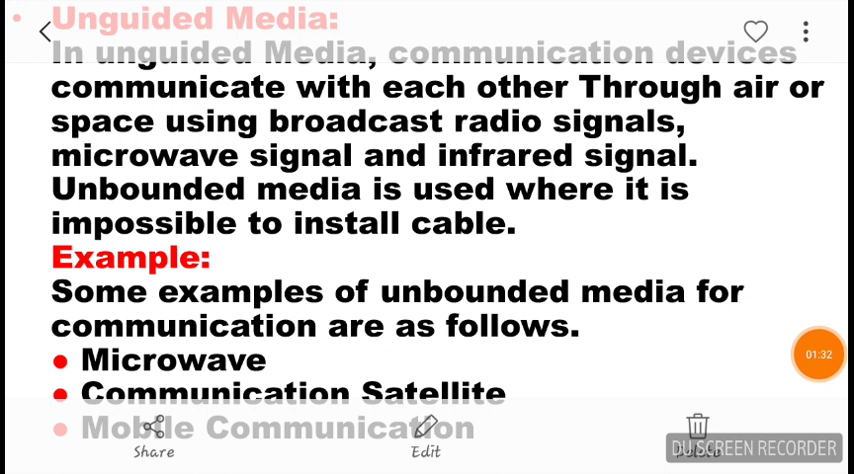 • Unguided Media:
In unguided Media, communication devices
communicate with each other Through air or
space using broadcast radio signals,
microwave signal and infrared signal.
Unbounded media is used where it is
impossible to install cable.
Example:
Some examples of unbounded media for
communication are as follows.
• Microwave
01:32
• Communication Satellite
• Mobile Communication
Share
Edit
Delete
DU SCREEN RECORDER